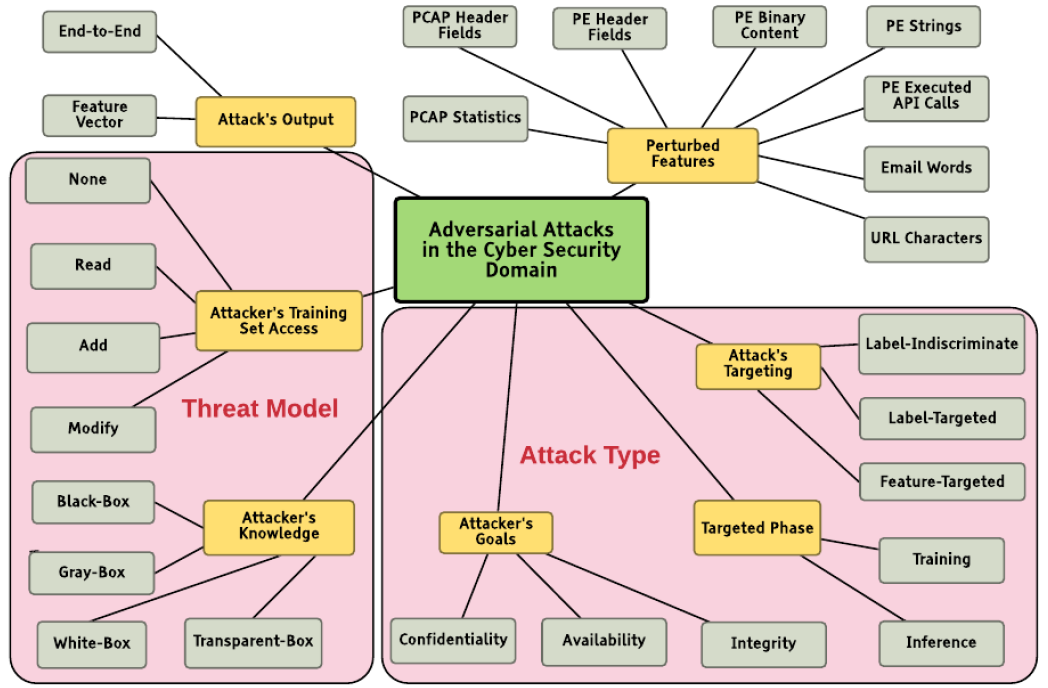 End-to-End
Feature
Vector
Attack's Output
PCAP Header
Fields
PE Header
Fields
PE Binary
Content
PE Strings
PCAP Statistics
PE Executed
API Calls
Perturbed
Features
Email Words
URL Characters
Adversarial Attacks
in the Cyber Security
Domain
None
Read
Add
Modify
Attacker's Training
Set Access
Threat Model
Black-Box
Gray-Box
White-Box
Transparent-Box
Attacker's
Knowledge
Attack Type
Attack's
Targeting
Label-Indiscriminate
Label-Targeted
Feature-Targeted
Attacker's
Goals
Confidentiality
Availability
Integrity
Targeted Phase
Training
Inference